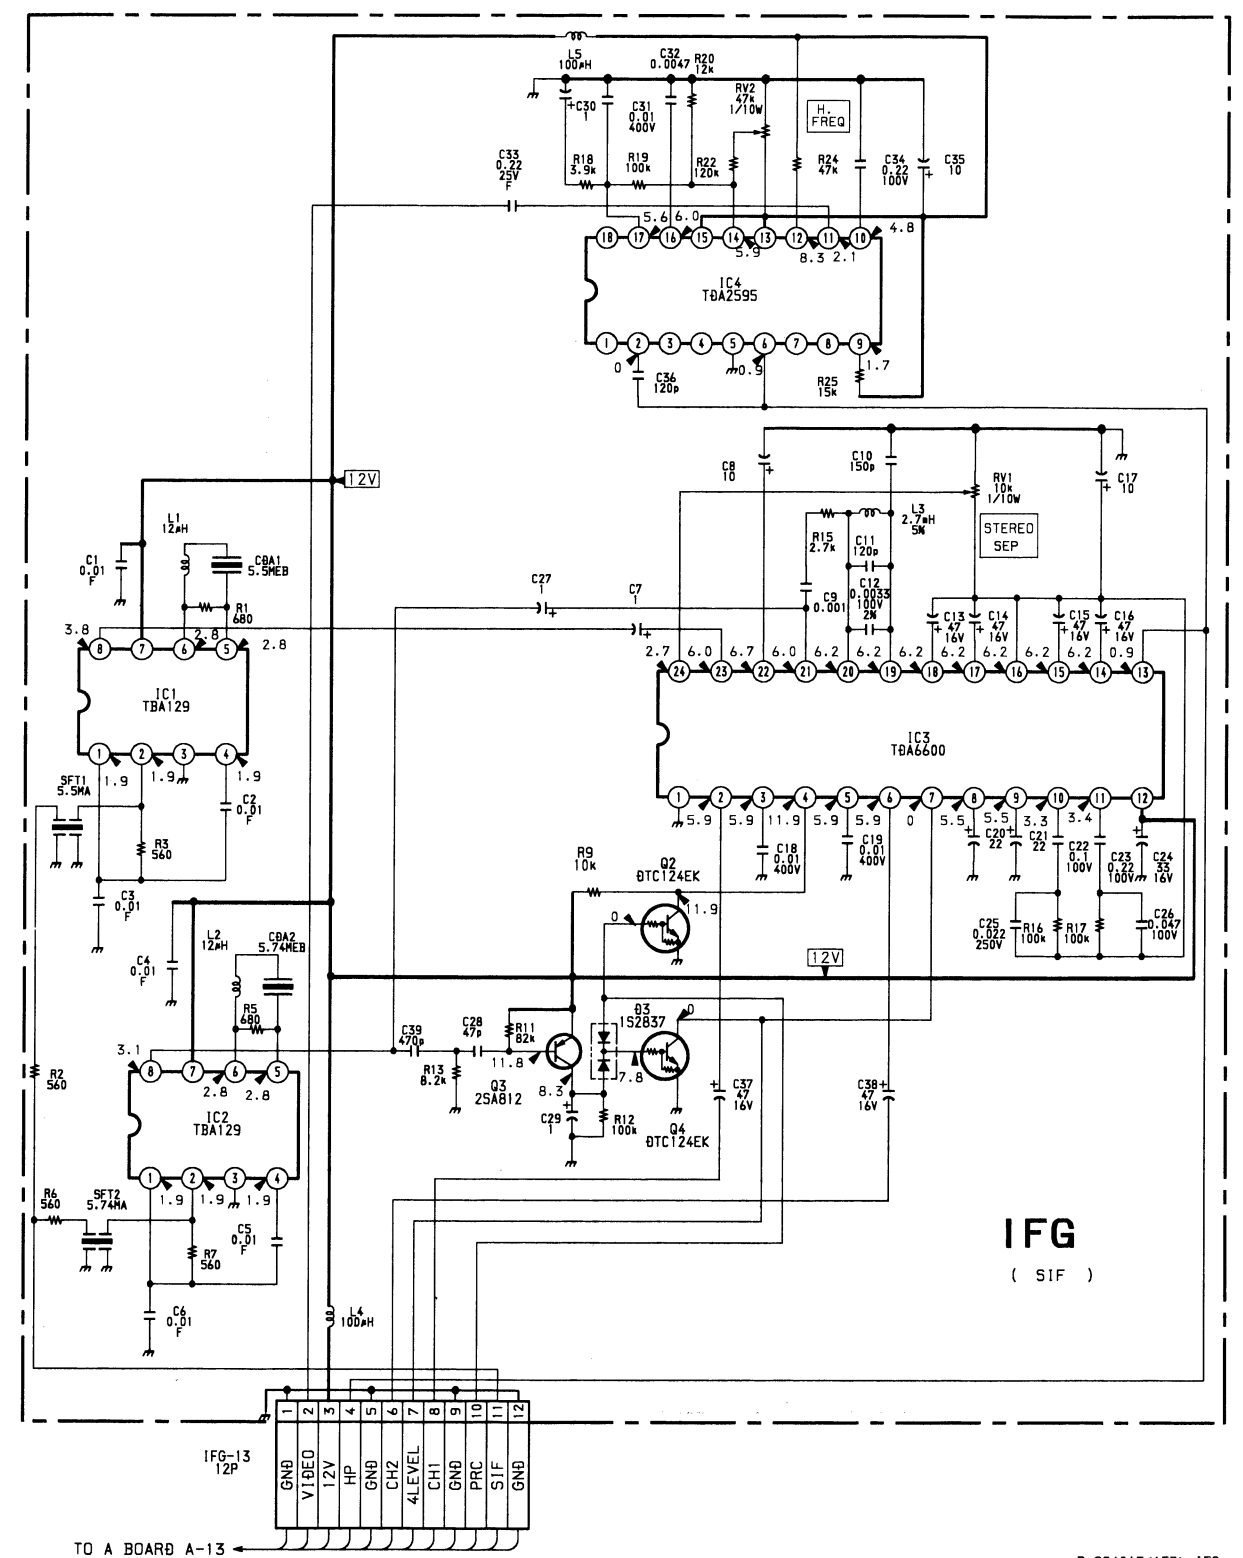 L5
100µH
C30
1
C31
0.01
400V
C32
0.0047
R20
12k
RV2
47k
1/10W
H.
FREQ
C33
0.22
25V
F
R18
3.9k
R19
100k
R22
120k
R24
47k
C34
0.22
100V
C35
10
5.6
6.0
5.9
8.3
2.1
4.8
18
17
16
15
14
13
12
11
10
IC4
TDA2595
1
2
3
4
5
6
7
8
9
0
C36
120p
0.9
R25
15k
1.7
12V
L1
12µH
C1
0.01
F
CDA1
5.5MEB
R1
680
3.8
2.8
2.8
8
7
6
5
IC1
TBA129
1
2
3
4
1.9
1.9
1.9
SFT1
5.5MA
C2
0.01
F
R3
560
C3
0.01
F
C8
10
C10
150p
RV1
10k
1/10W
C17
10
STEREO
SEP
R15
2.7k
L3
2.7mH
5%
C11
120p
C12
0.0033
100V
2%
C9
0.001
C27
1
C7
1
C13
47
16V
C14
47
16V
C15
47
16V
C16
47
16V
2.7
6.0
6.7
6.0
6.2
6.2
6.2
6.2
6.2
6.2
6.2
0.9
24
23
22
21
20
19
18
17
16
15
14
13
IC3
TDA6600
1
2
3
4
5
6
7
8
9
10
11
12
5.9
5.9
11.9
5.9
5.9
0
5.5
5.5
3.3
3.4
C18
0.01
400V
C19
0.01
400V
C20
22
C21
22
C22
0.1
100V
C23
0.22
100V
C24
33
16V
C25
0.022
250V
R16
100k
R17
100k
C26
0.047
100V
R9
10k
Q2
DTC124EK
0
11.9
12V
L2
12µH
CDA2
5.74MEB
C4
0.01
F
R5
680
3.1
2.8
2.8
8
7
6
5
IC2
TBA129
1
2
3
4
1.9
1.9
1.9
R2
560
R6
560
SFT2
5.74MA
R7
560
C5
0.01
F
C6
0.01
F
C39
470p
C28
47p
R11
82k
R13
8.2k
11.8
Q3
2SA812
8.3
C29
1
R12
100k
D3
1S2837
0
7.8
Q4
DTC124EK
C37
47
16V
C38
47
16V
L4
100µH
IFG
( SIF )
IFG-13
12P
1
2
3
4
5
6
7
8
9
10
11
12
GND
VIDEO
12V
HP
GND
CH2
4LEVEL
CH1
GND
PRC
SIF
GND
TO A BOARD A-13